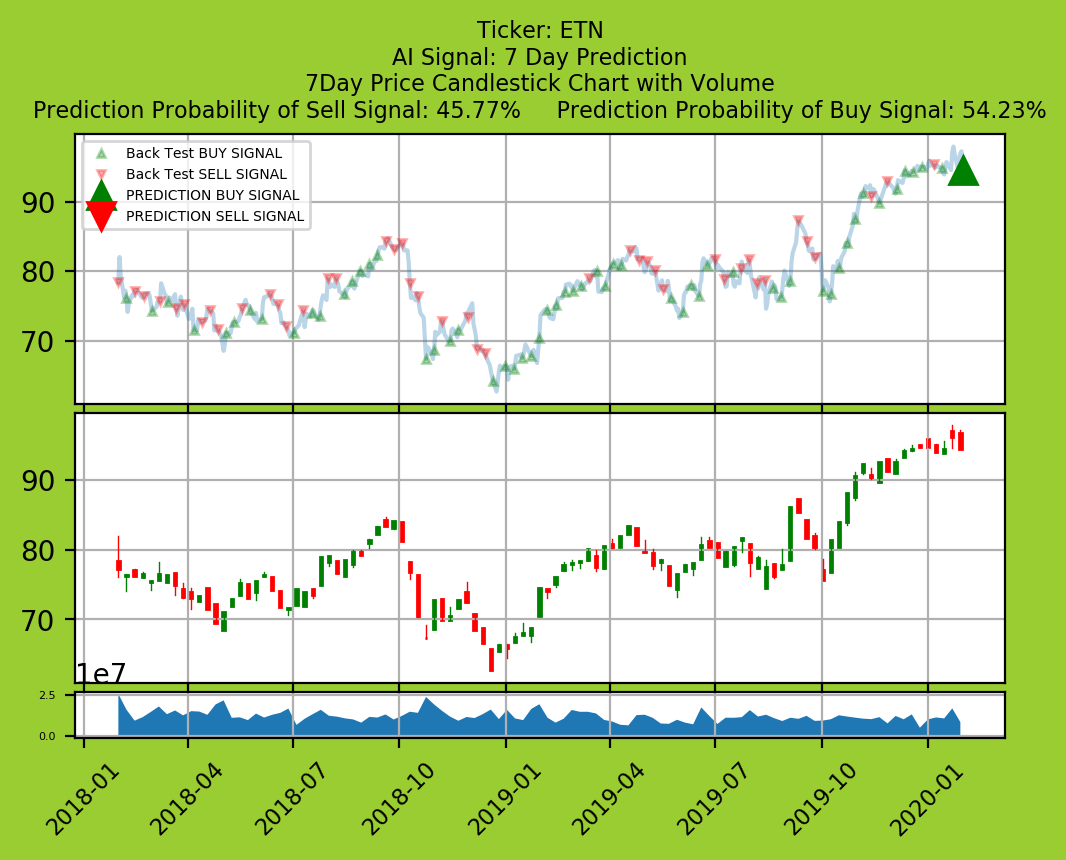 Ticker: ETN
AI Signal: 7 Day Prediction
7Day Price Candlestick Chart with Volume
Prediction Probability of Sell Signal: 45.77%     Prediction Probability of Buy Signal: 54.23%
Back Test BUY SIGNAL
Back Test SELL SIGNAL
PREDICTION BUY SIGNAL
PREDICTION SELL SIGNAL
90
80
70
90
80
70
1e7
2.5
0.0
2018-01 2018-04 2018-07 2018-10 2019-01 2019-04 2019-07 2019-10 2020-01